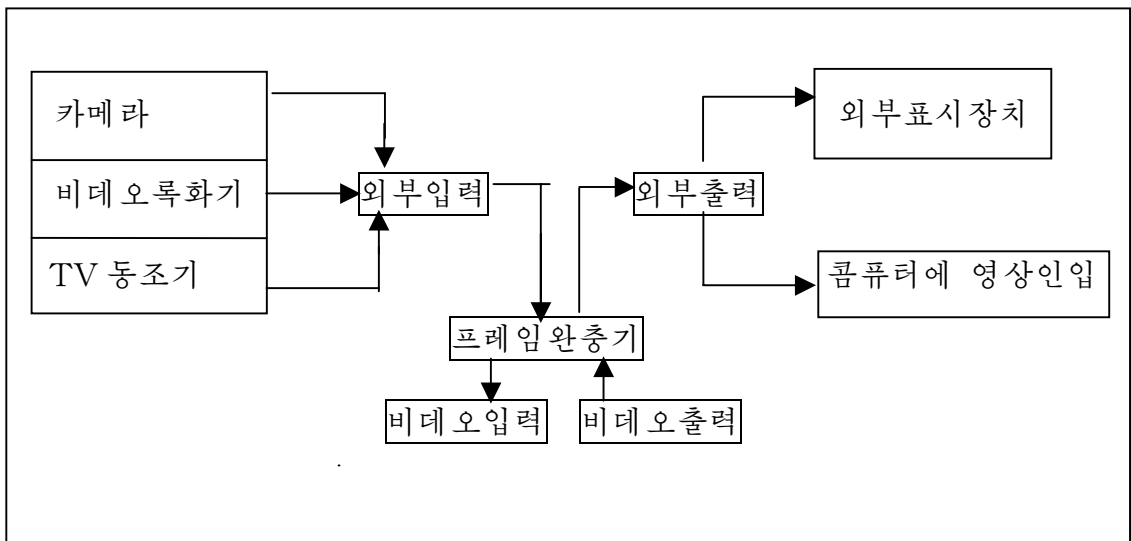 카메라
비데오록화기
TV 동조기
외부입력
외부출력
외부표시장치
콤퓨터에 영상인입
프레임완충기
비데오입력
비데오출력